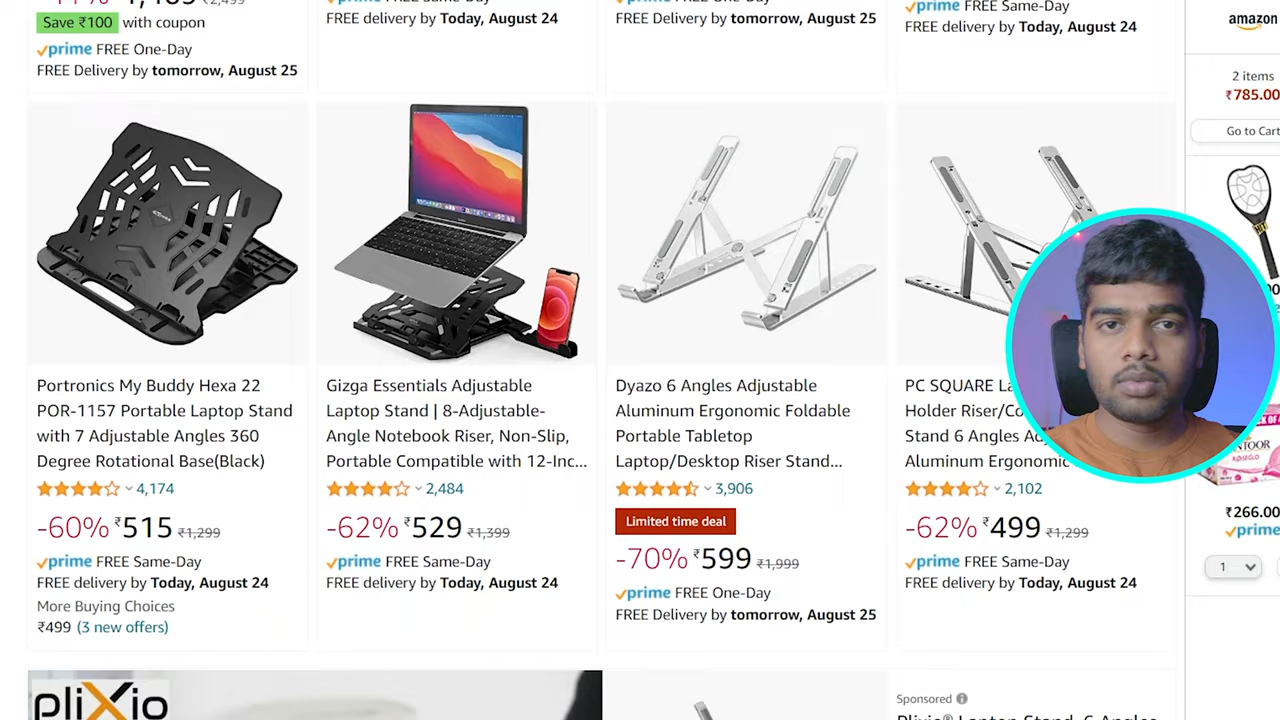 ₹2,499
Save ₹100 with coupon
prime FREE One-Day
FREE Delivery by tomorrow, August 25
FREE delivery by Today, August 24
FREE Delivery by tomorrow, August 25
prime FREE Same-Day
FREE delivery by Today, August 24
amazon
2 items
₹785.00
Go to Cart
Portronics My Buddy Hexa 22
POR-1157 Portable Laptop Stand
with 7 Adjustable Angles 360
Degree Rotational Base(Black)
4,174
-60% ₹515 ₹1,299
prime FREE Same-Day
FREE delivery by Today, August 24
More Buying Choices
₹499 (3 new offers)
Gizga Essentials Adjustable
Laptop Stand | 8-Adjustable-
Angle Notebook Riser, Non-Slip,
Portable Compatible with 12-Inc...
2,484
-62% ₹529 ₹1,399
prime FREE Same-Day
FREE delivery by Today, August 24
Dyazo 6 Angles Adjustable
Aluminum Ergonomic Foldable
Portable Tabletop
Laptop/Desktop Riser Stand...
3,906
Limited time deal
-70% ₹599 ₹1,999
prime FREE One-Day
FREE Delivery by tomorrow, August 25
PC SQUARE
Holder
Stand 6 Angles
Aluminum Ergonomic
2,102
-62% ₹499 ₹1,299
prime FREE Same-Day
FREE delivery by Today, August 24
₹266.00
prime
1
pliXio
Sponsored
Plixio® Laptop Stand, 6 Angles